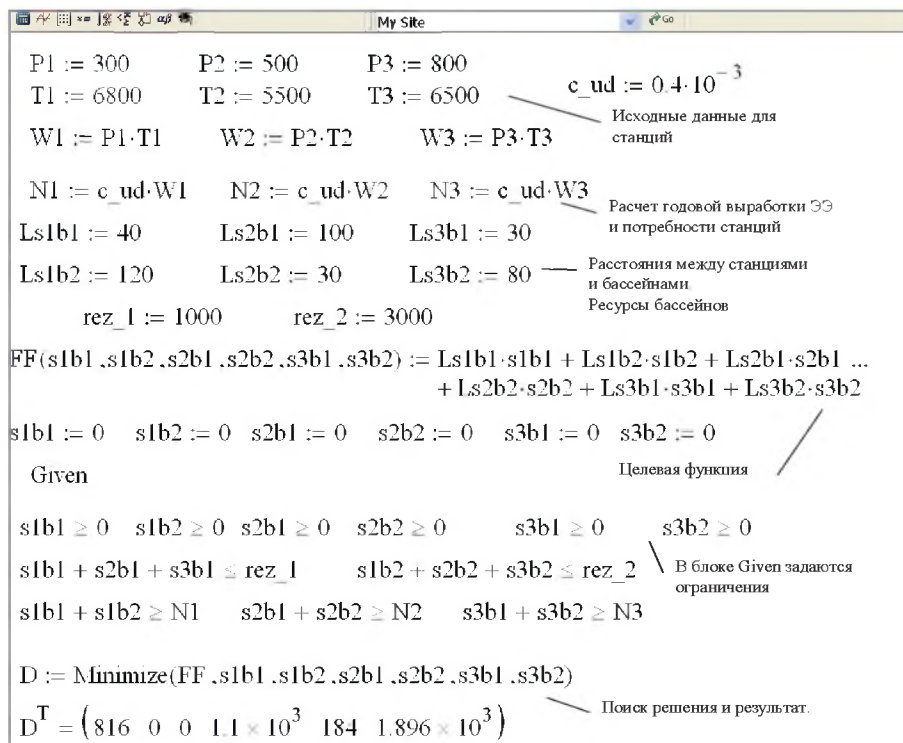 My Site
Go
P1 := 300 P2 := 500 P3 := 800
c_ud := 0.4·10^-3
T1 := 6800 T2 := 5500 T3 := 6500
Исходные данные для
станций
W1 := P1·T1 W2 := P2·T2 W3 := P3·T3
N1 := c_ud·W1 N2 := c_ud·W2 N3 := c_ud·W3
Расчет годовой выработки ЭЭ
и потребности станций
Ls1b1 := 40 Ls2b1 := 100 Ls3b1 := 30
Ls1b2 := 120 Ls2b2 := 30 Ls3b2 := 80
Расстояния между станциями
и бассейнами
Ресурсы бассейнов
rez_1 := 1000 rez_2 := 3000
FF(s1b1,s1b2,s2b1,s2b2,s3b1,s3b2) := Ls1b1·s1b1 + Ls1b2·s1b2 + Ls2b1·s2b1 ...
+ Ls2b2·s2b2 + Ls3b1·s3b1 + Ls3b2·s3b2
s1b1 := 0 s1b2 := 0 s2b1 := 0 s2b2 := 0 s3b1 := 0 s3b2 := 0
Given
Целевая функция
s1b1 ≥ 0 s1b2 ≥ 0 s2b1 ≥ 0 s2b2 ≥ 0 s3b1 ≥ 0 s3b2 ≥ 0
s1b1 + s2b1 + s3b1 ≤ rez_1 s1b2 + s2b2 + s3b2 ≤ rez_2
В блоке Given задаются
ограничения
s1b1 + s1b2 ≥ N1 s2b1 + s2b2 ≥ N2 s3b1 + s3b2 ≥ N3
D := Minimize(FF,s1b1,s1b2,s2b1,s2b2,s3b1,s3b2)
Поиск решения и результат.
D^T = (816 0 0 1.1 × 10^3 184 1.896 × 10^3)